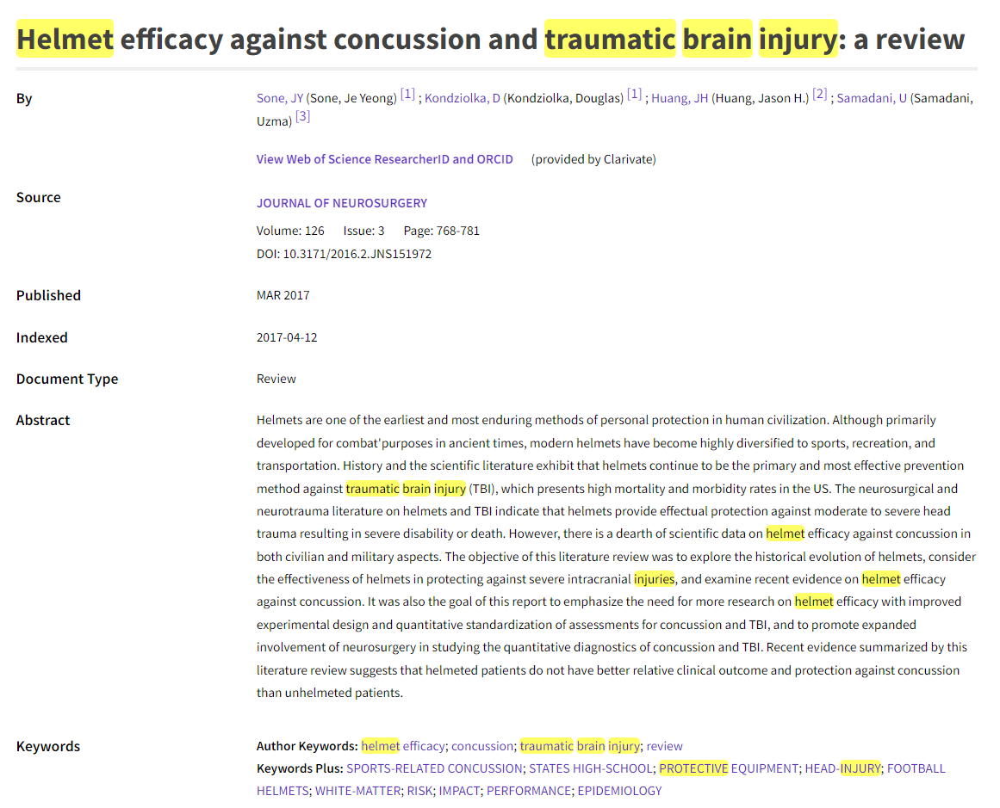 Helmet efficacy against concussion and traumatic brain injury: a review
By
Sone, JY (Sone, Je Yeong) [1] ; Kondziolka, D (Kondziolka, Douglas) [1] ; Huang, JH (Huang, Jason H.) [2] ; Samadani, U (Samadani,
Uzma) [3]
View Web of Science ResearcherID and ORCID (provided by Clarivate)
Source
JOURNAL OF NEUROSURGERY
Volume: 126 Issue: 3 Page: 768-781
DOI: 10.3171/2016.2.JNS151972
Published
MAR 2017
Indexed
2017-04-12
Document Type
Review
Abstract
Helmets are one of the earliest and most enduring methods of personal protection in human civilization. Although primarily
developed for combat'purposes in ancient times, modern helmets have become highly diversified to sports, recreation, and
transportation. History and the scientific literature exhibit that helmets continue to be the primary and most effective prevention
method against traumatic brain injury (TBI), which presents high mortality and morbidity rates in the US. The neurosurgical and
neurotrauma literature on helmets and TBI indicate that helmets provide effectual protection against moderate to severe head
trauma resulting in severe disability or death. However, there is a dearth of scientific data on helmet efficacy against concussion in
both civilian and military aspects. The objective of this literature review was to explore the historical evolution of helmets, consider
the effectiveness of helmets in protecting against severe intracranial injuries, and examine recent evidence on helmet efficacy
against concussion. It was also the goal of this report to emphasize the need for more research on helmet efficacy with improved
experimental design and quantitative standardization of assessments for concussion and TBI, and to promote expanded
involvement of neurosurgery in studying the quantitative diagnostics of concussion and TBI. Recent evidence summarized by this
literature review suggests that helmeted patients do not have better relative clinical outcome and protection against concussion
than unhelmeted patients.
Keywords
Author Keywords: helmet efficacy; concussion; traumatic brain injury; review
Keywords Plus: SPORTS-RELATED CONCUSSION; STATES HIGH-SCHOOL; PROTECTIVE EQUIPMENT; HEAD-INJURY; FOOTBALL
HELMETS; WHITE-MATTER; RISK; IMPACT; PERFORMANCE; EPIDEMIOLOGY